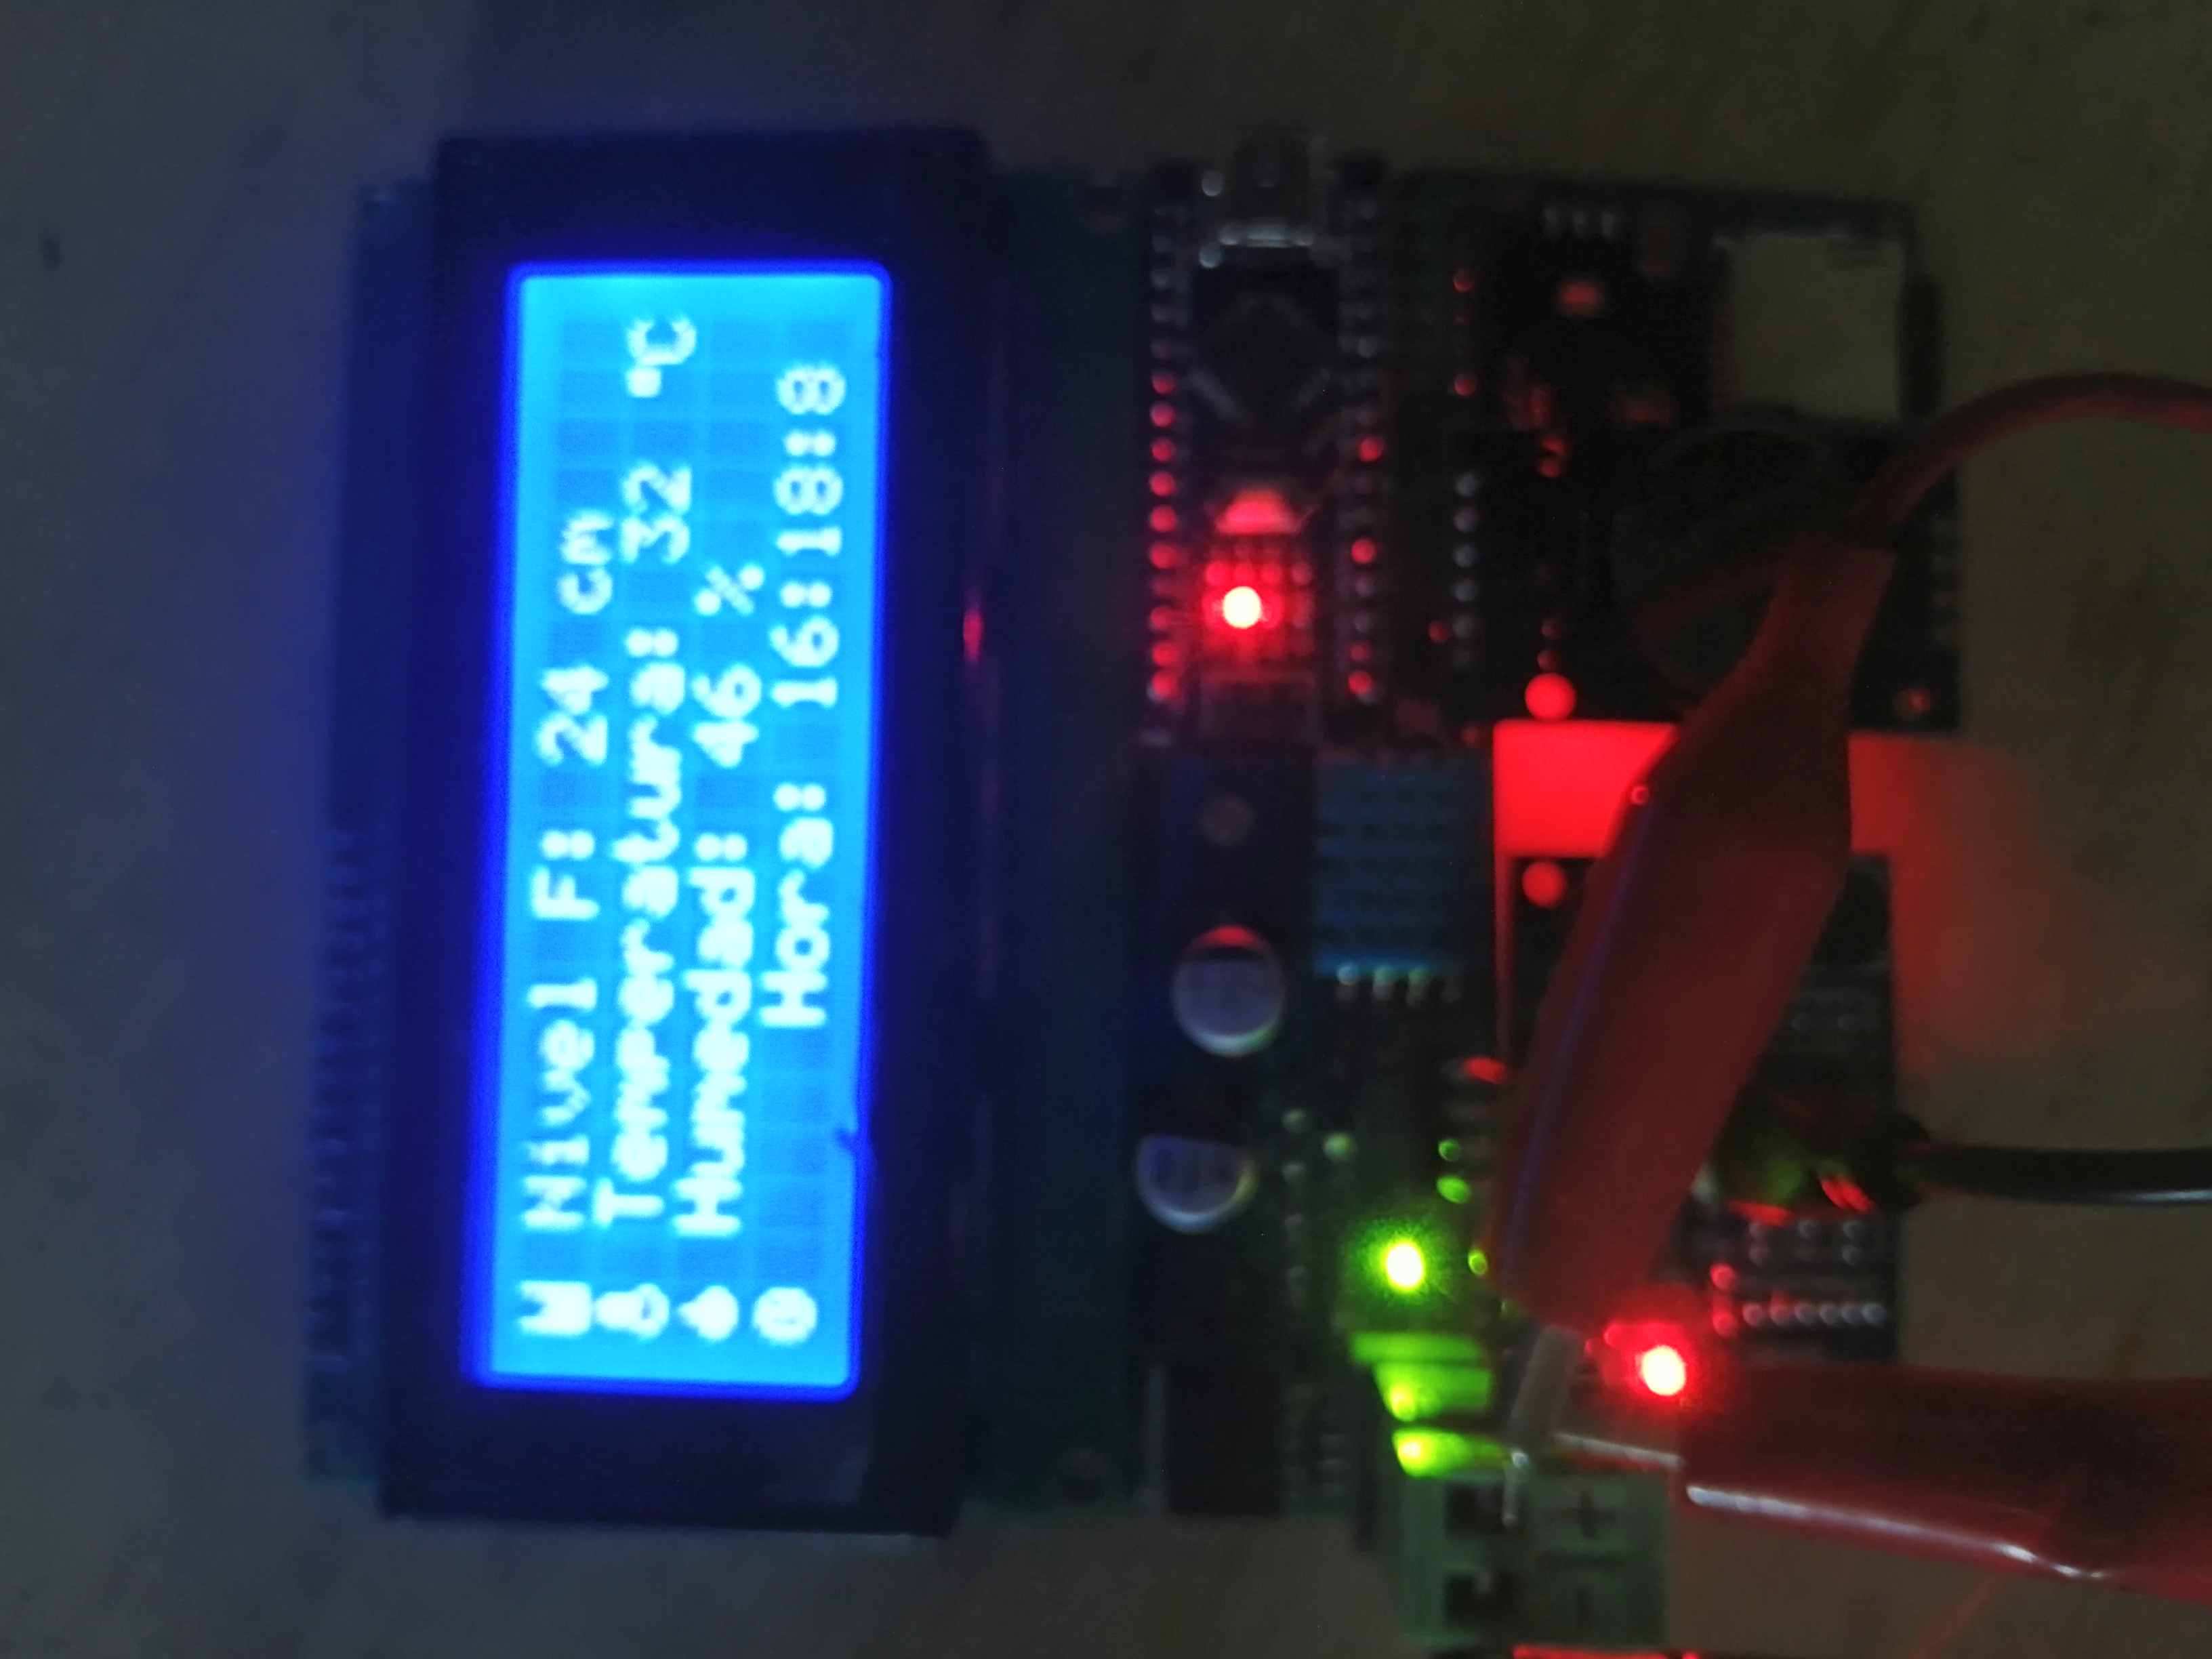 Nivel F: 24 cm
Temperatura: 32 °C
Humedad: 46 %
Hora: 16:18:8
- +